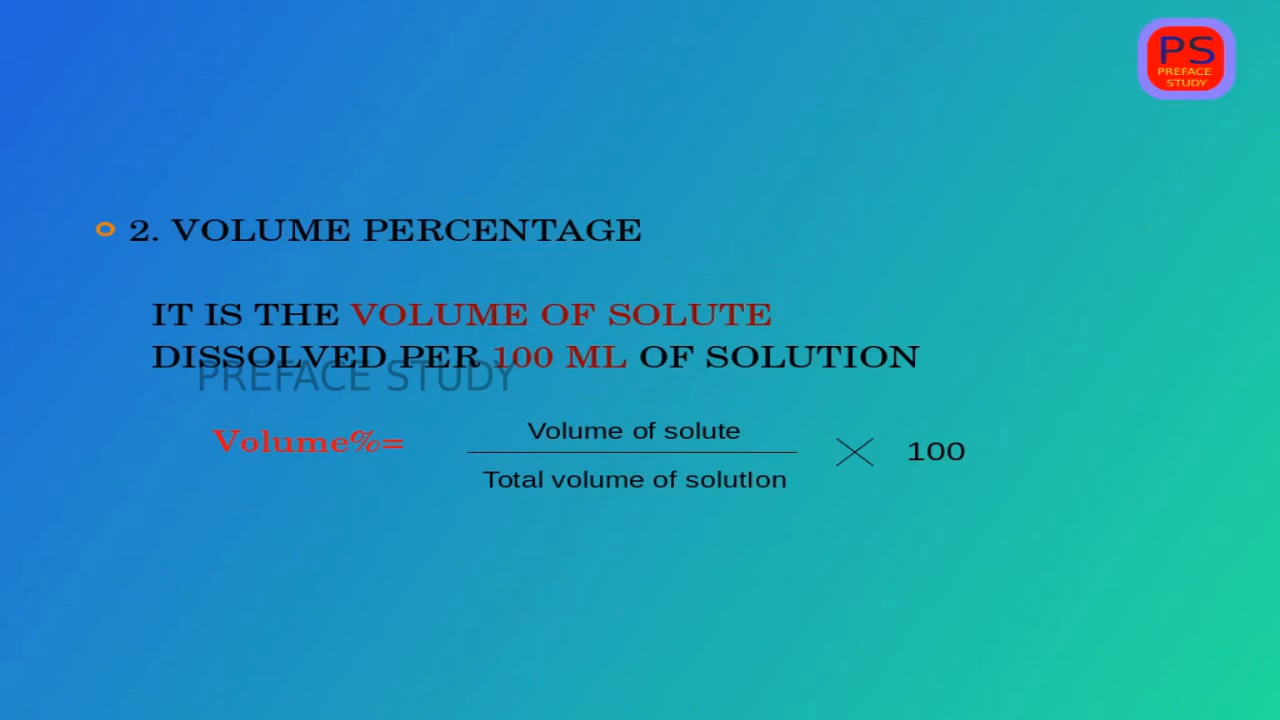 PS
PREFACE
STUDY
2. VOLUME PERCENTAGE
IT IS THE VOLUME OF SOLUTE
DISSOLVED PER 100 ML OF SOLUTION
PREFACE STUDY
Volume%=
Volume of solute
Total volume of solutIon
100